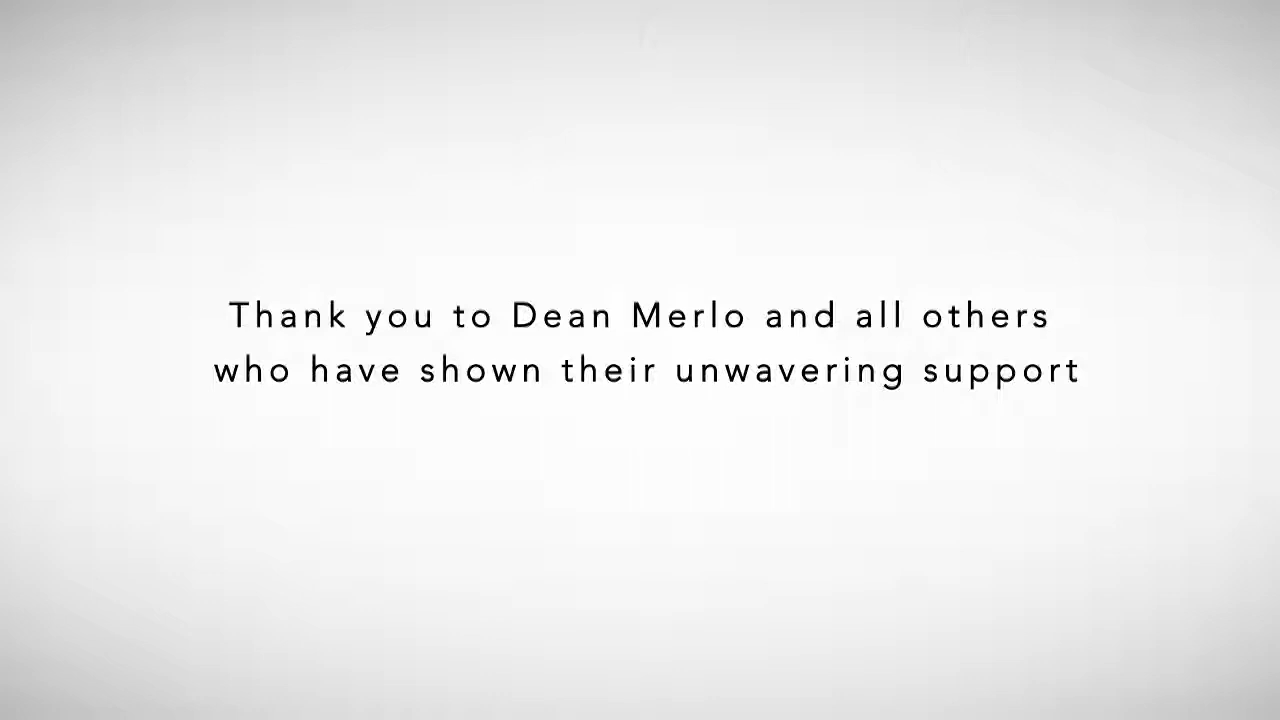 Thank you to Dean Merlo and all others
who have shown their unwavering support